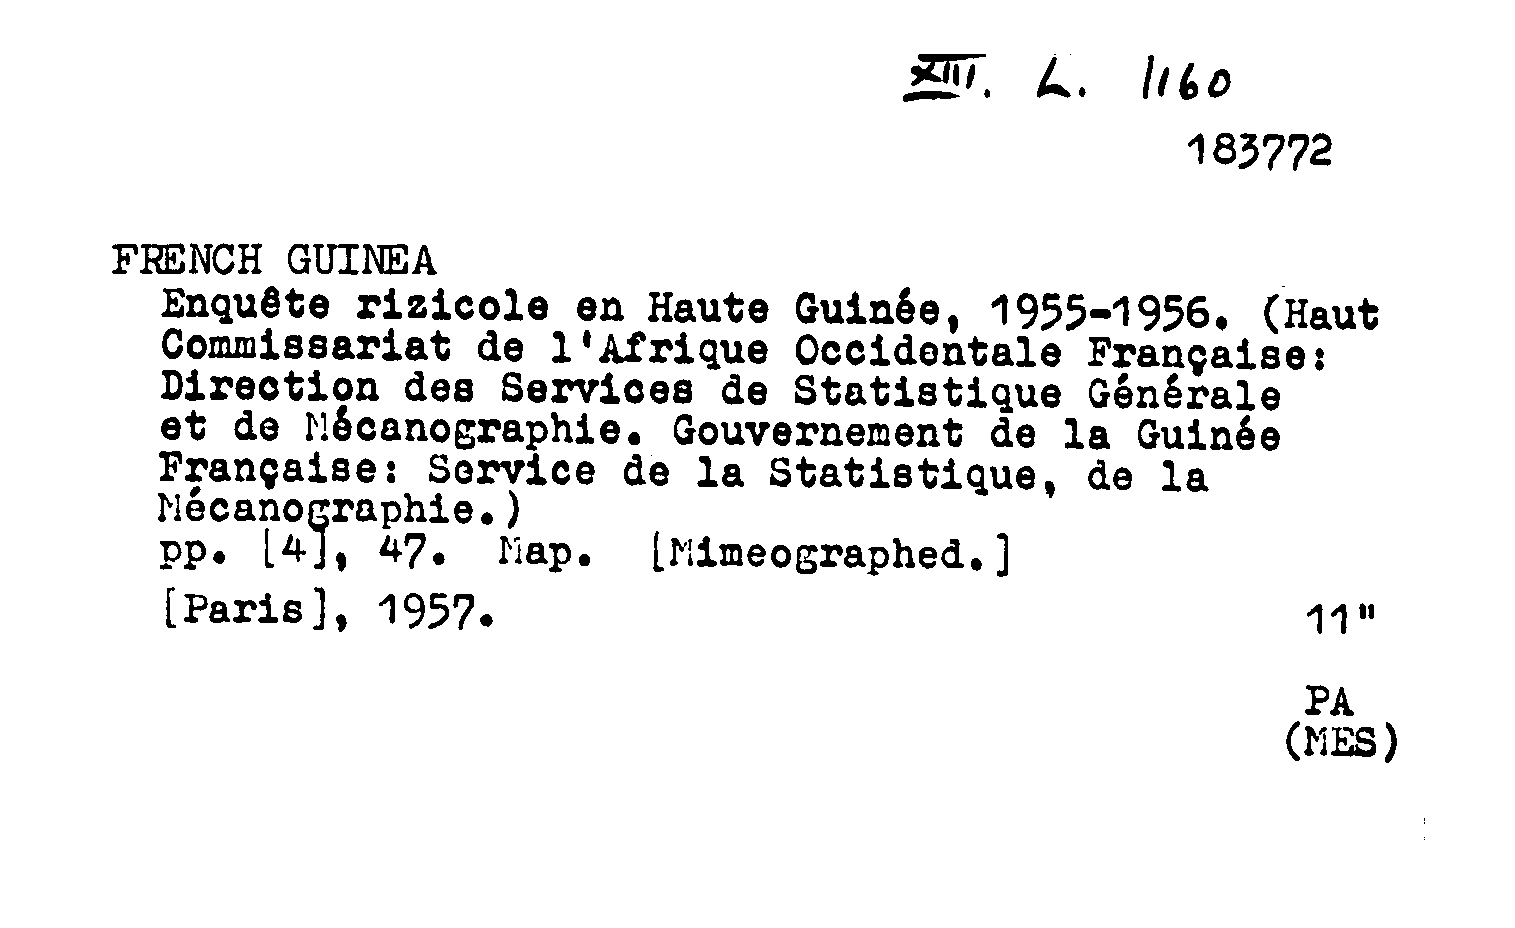 XIII. L. 1160
183772
FRENCH GUINEA
Enquête rizicole en Haute Guinée, 1955-1956. (Haut
Commissariat de l'Afrique Occidentale Française:
Direction des Services de Statistique Générale
et de Mécanographie. Gouvernement de la Guinée
Française: Service de la Statistique, de la
Mécanographie.)
pp. [4], 47. Map. [Mimeographed.]
[Paris], 1957.
11"
PA
(MES)